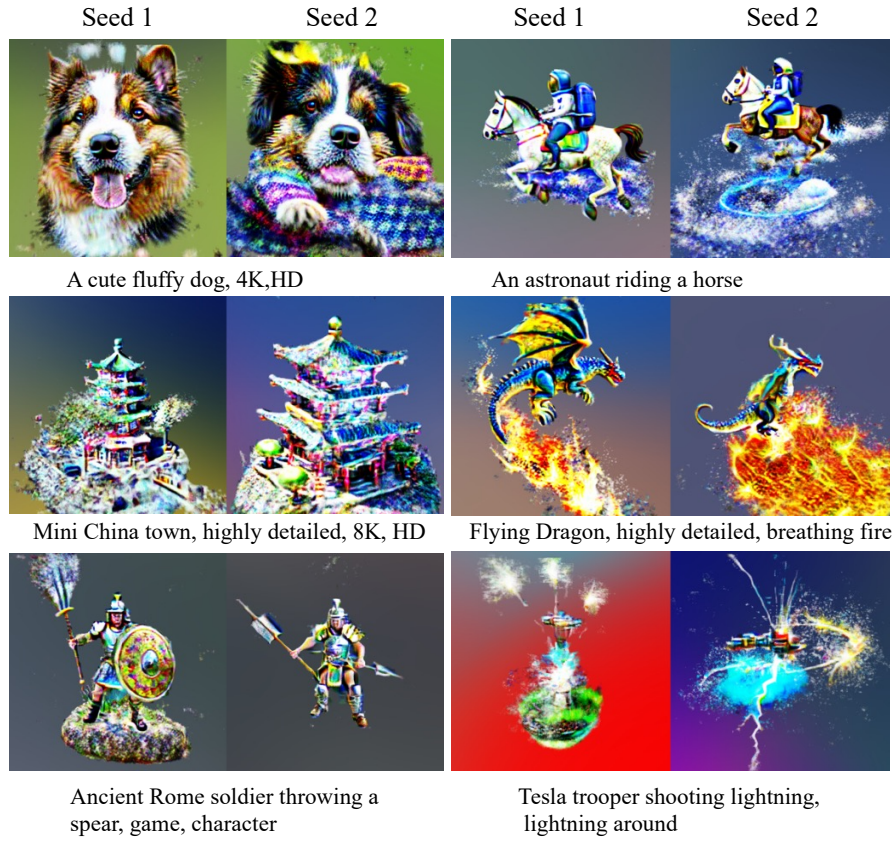 Seed 1
Seed 2
Seed 1
Seed 2
A cute fluffy dog, 4K,HD
An astronaut riding a horse
Mini China town, highly detailed, 8K, HD
Flying Dragon, highly detailed, breathing fire
Ancient Rome soldier throwing a
spear, game, character
Tesla trooper shooting lightning,
lightning around